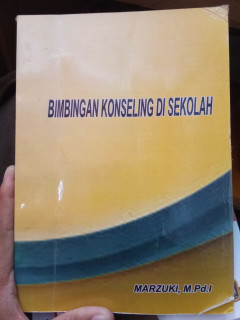 BIMBINGAN KONSELING DI SEKOLAH
MARZUKI, M.Pd.I